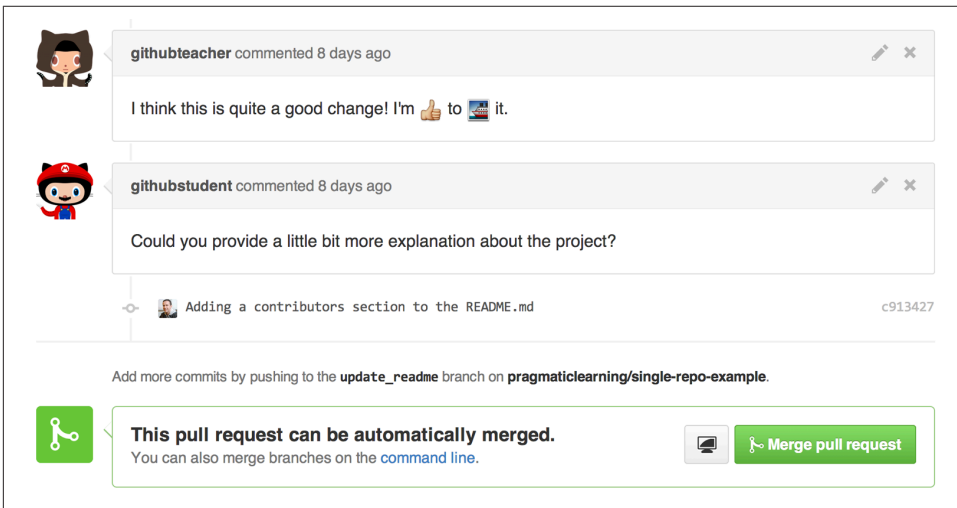 githubteacher commented 8 days ago
I think this is quite a good change! I'm 👍 to 🚢 it.
githubstudent commented 8 days ago
Could you provide a little bit more explanation about the project?
Adding a contributors section to the README.md c913427
Add more commits by pushing to the update_readme branch on pragmaticlearning/single-repo-example.
This pull request can be automatically merged.
You can also merge branches on the command line.
Merge pull request